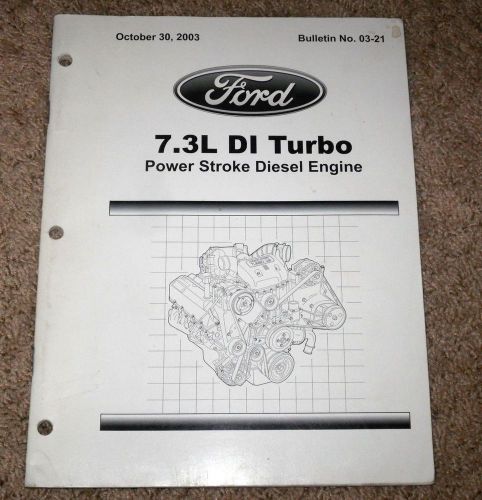 October 30, 2003
Bulletin No. 03-21
Ford
7.3L DI Turbo
Power Stroke Diesel Engine